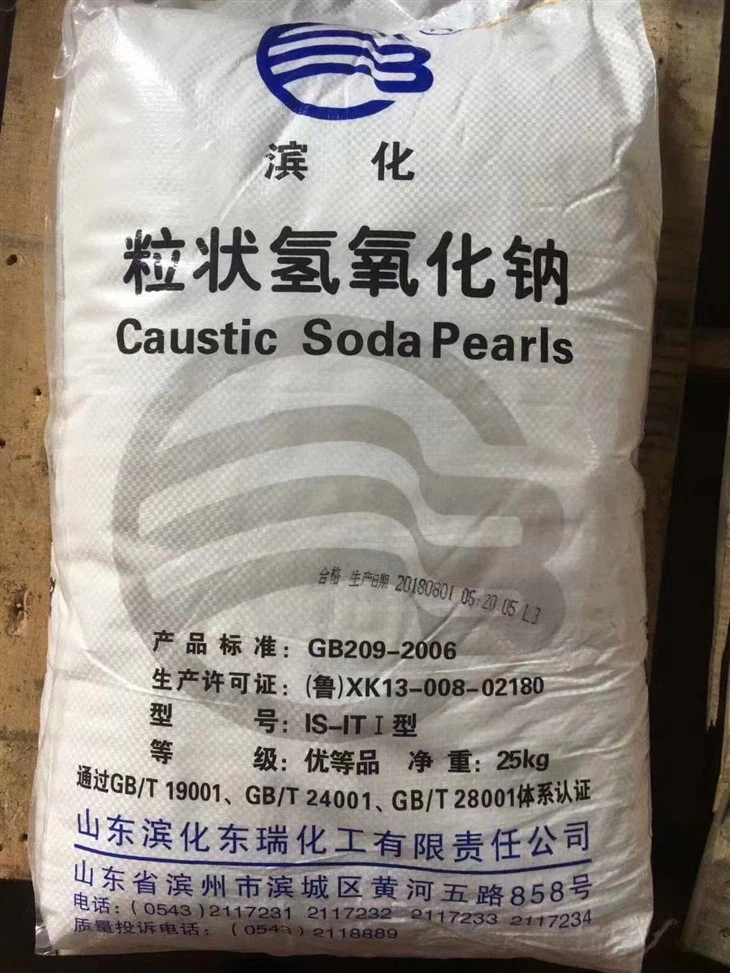 滨 化
粒状氢氧化钠
Caustic Soda Pearls
合格 生产日期 20180801 05:20:05 L3
产品标准：GB209-2006
生产许可证：(鲁)XK13-008-02180
型 号：IS-IT I 型
等 级：优等品 净 重：25kg
通过GB/T 19001、GB/T 24001、GB/T 28001体系认证
山东滨化东瑞化工有限责任公司
山东省滨州市滨城区黄河五路858号
电话：(0543)2117231 2117232 2117233 2117234
质量投诉电话：(0543)2118889